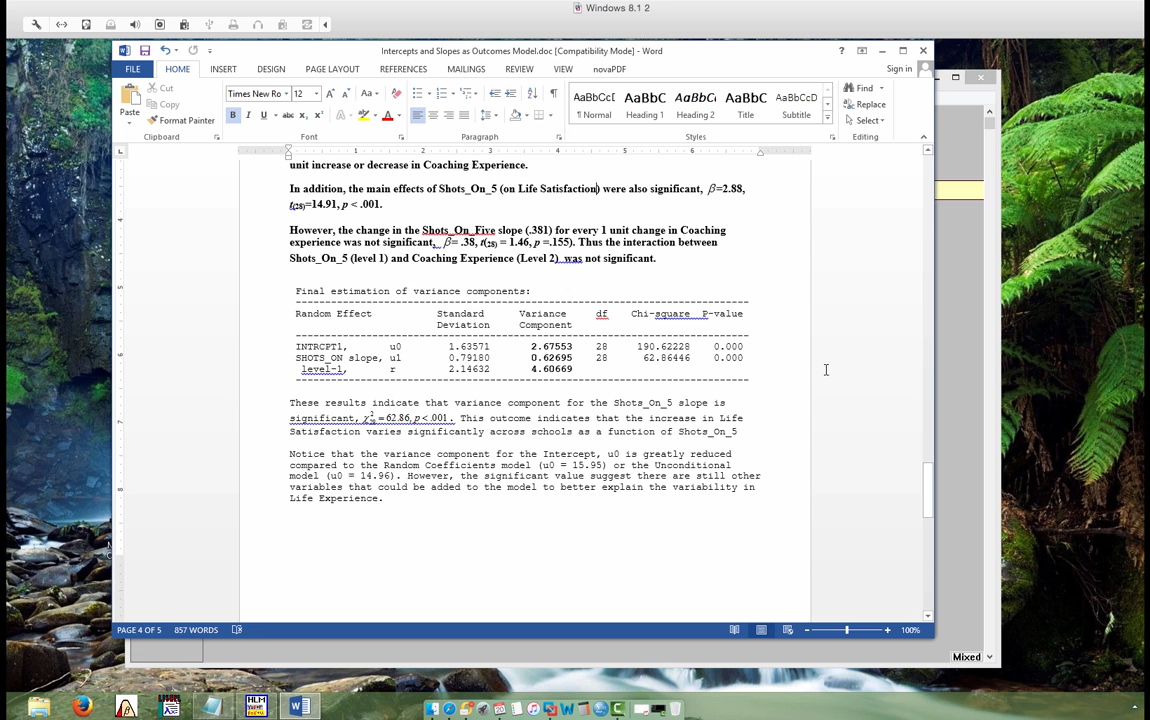 Windows 8.1 2
Intercepts and Slopes as Outcomes Model.doc [Compatibility Mode] - Word
FILE HOME INSERT DESIGN PAGE LAYOUT REFERENCES MAILINGS REVIEW VIEW novaPDF Sign in
Paste
Cut
Copy
Format Painter
Clipboard
Times New Ro 12
Font
Paragraph
AaBbCcI AaBbC AaBbCc AaBbC AaBbCcD
¶ Normal Heading 1 Heading 2 Title Subtitle
Styles
Find
Replace
Select
Editing
1 2 3 4 5 6
unit increase or decrease in Coaching Experience.
In addition, the main effects of Shots_On_5 (on Life Satisfaction) were also significant, β=2.88,
t(28)=14.91, p < .001.
However, the change in the Shots_On_Five slope (.381) for every 1 unit change in Coaching
experience was not significant, β= .38, t(28) = 1.46, p =.155). Thus the interaction between
Shots_On_5 (level 1) and Coaching Experience (Level 2) was not significant.
Final estimation of variance components:
Random Effect Standard Variance df Chi-square P-value
Deviation Component
INTRCPT1, u0 1.63571 2.67553 28 190.62228 0.000
SHOTS_ON slope, u1 0.79180 0.62695 28 62.86446 0.000
level-1, r 2.14632 4.60669
These results indicate that variance component for the Shots_On_5 slope is
significant, χ²28 = 62.86, p < .001. This outcome indicates that the increase in Life
Satisfaction varies significantly across schools as a function of Shots_On_5
Notice that the variance component for the Intercept, u0 is greatly reduced
compared to the Random Coefficients model (u0 = 15.95) or the Unconditional
model (u0 = 14.96). However, the significant value suggest there are still other
variables that could be added to the model to better explain the variability in
Life Experience.
PAGE 4 OF 5 857 WORDS 100%
Mixed
HLM